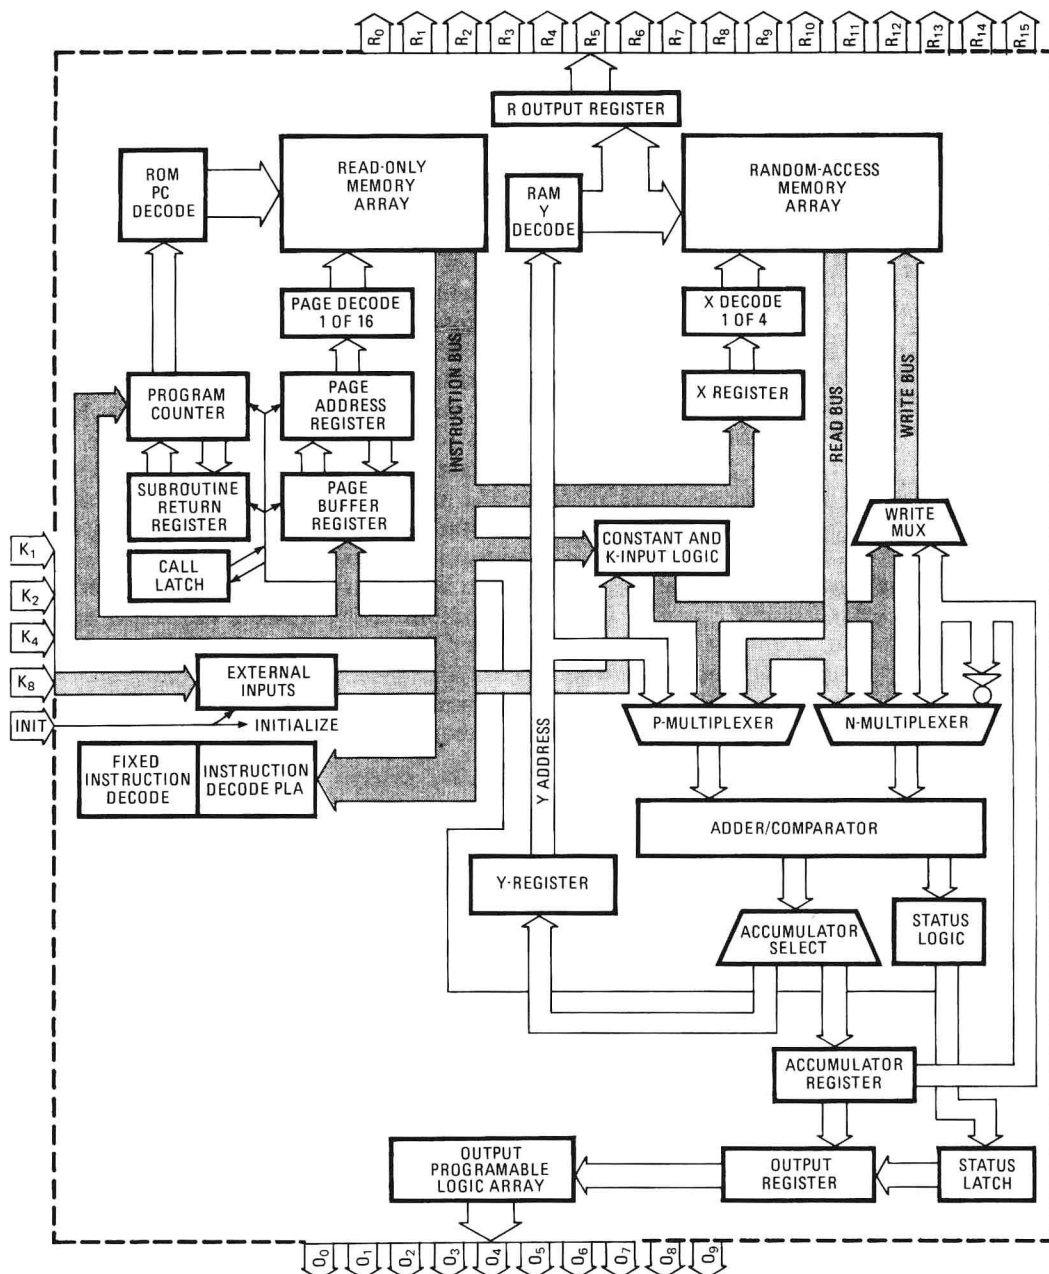 R0 R1 R2 R3 R4 R5 R6 R7 R8 R9 R10 R11 R12 R13 R14 R15
R OUTPUT REGISTER
ROM
PC
DECODE
READ-ONLY
MEMORY
ARRAY
RAM
Y
DECODE
RANDOM-ACCESS
MEMORY
ARRAY
PAGE DECODE
1 OF 16
X DECODE
1 OF 4
PROGRAM
COUNTER
PAGE
ADDRESS
REGISTER
INSTRUCTION BUS
X REGISTER
READ BUS
WRITE BUS
SUBROUTINE
RETURN
REGISTER
PAGE
BUFFER
REGISTER
CONSTANT AND
K-INPUT LOGIC
WRITE
MUX
CALL
LATCH
K1
K2
K4
K8
INIT
EXTERNAL
INPUTS
INITIALIZE
P-MULTIPLEXER
N-MULTIPLEXER
FIXED
INSTRUCTION
DECODE
INSTRUCTION
DECODE PLA
Y ADDRESS
ADDER/COMPARATOR
Y-REGISTER
ACCUMULATOR
SELECT
STATUS
LOGIC
ACCUMULATOR
REGISTER
OUTPUT
PROGRAMABLE
LOGIC ARRAY
OUTPUT
REGISTER
STATUS
LATCH
O0 O1 O2 O3 O4 O5 O6 O7 O8 O9